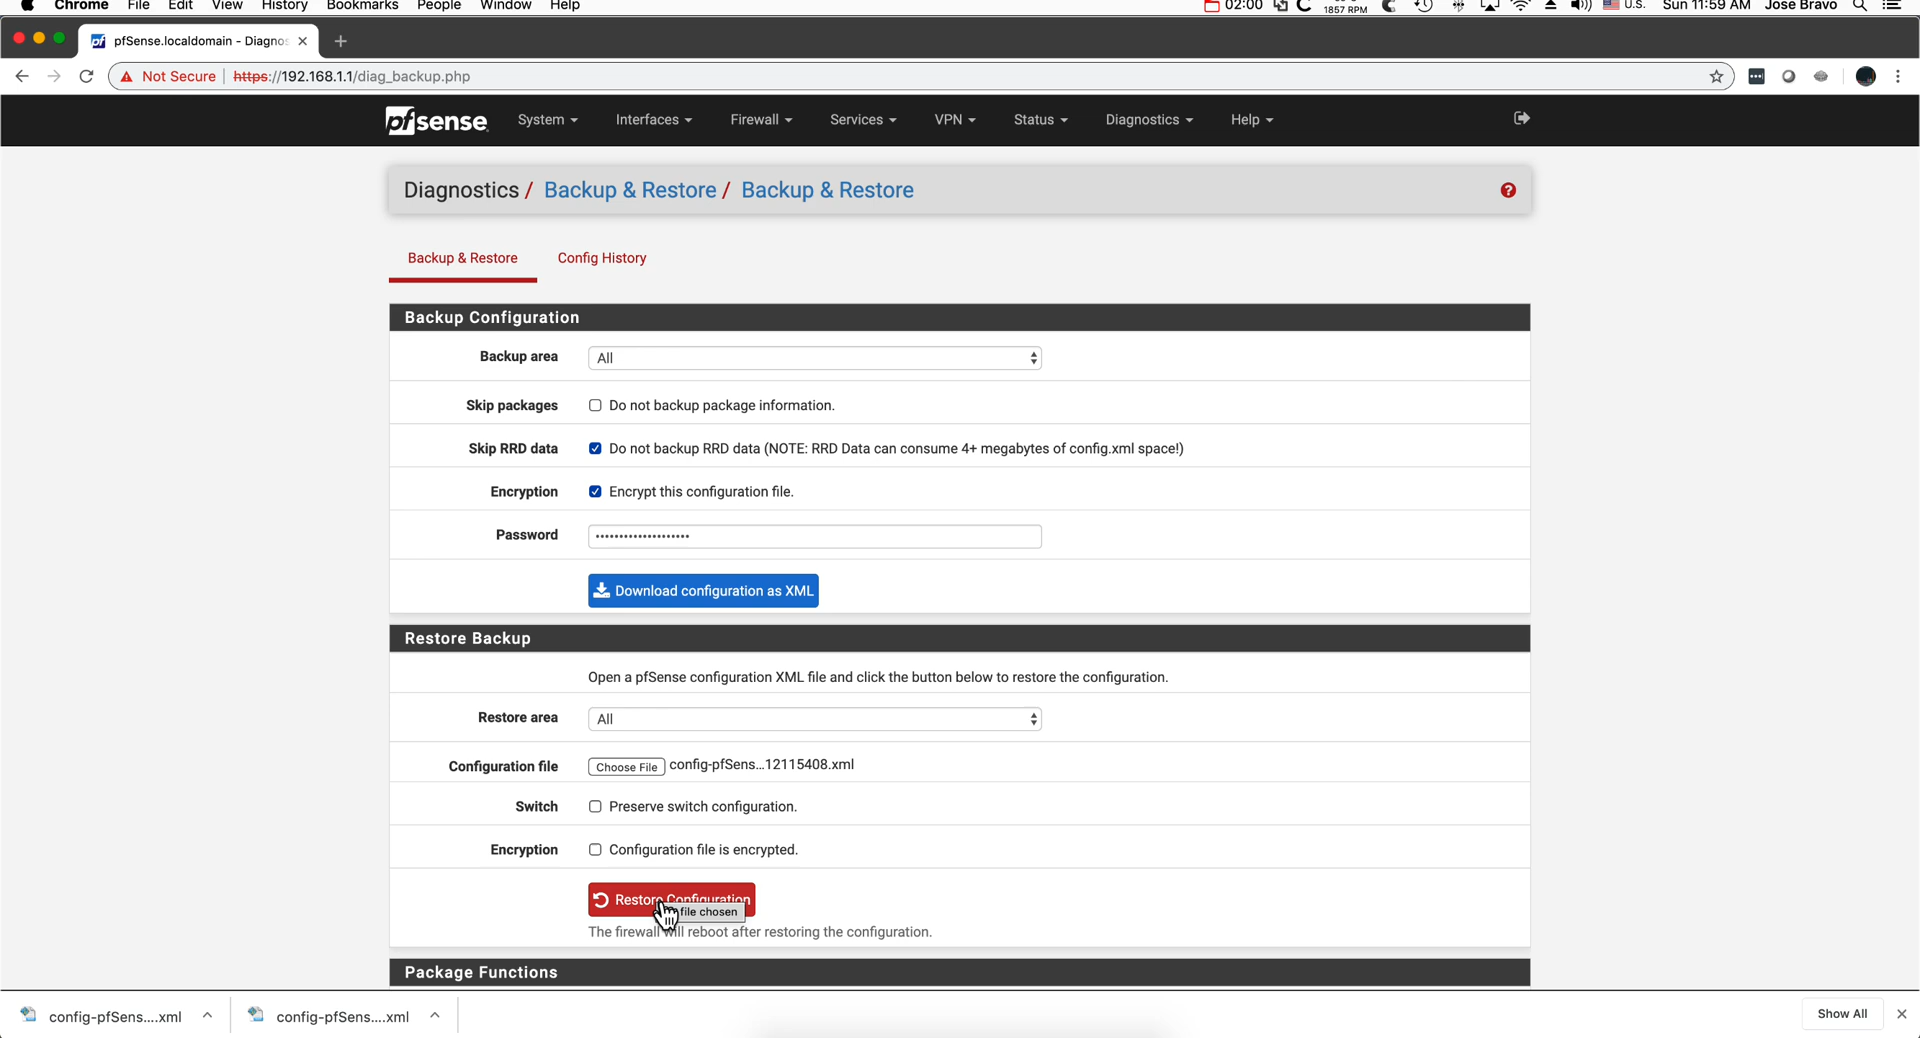 Chrome File Edit View History Bookmarks People Window Help 02:00 1857 RPM U.S. Sun 11:59 AM Jose Bravo
pfSense.localdomain - Diagnos
Not Secure https://192.168.1.1/diag_backup.php
pfsense System Interfaces Firewall Services VPN Status Diagnostics Help
Diagnostics / Backup & Restore / Backup & Restore
Backup & Restore Config History
Backup Configuration
Backup area All
Skip packages Do not backup package information.
Skip RRD data Do not backup RRD data (NOTE: RRD Data can consume 4+ megabytes of config.xml space!)
Encryption Encrypt this configuration file.
Password ••••••••••••••••••••
Download configuration as XML
Restore Backup
Open a pfSense configuration XML file and click the button below to restore the configuration.
Restore area All
Configuration file Choose File config-pfSens...12115408.xml
Switch Preserve switch configuration.
Encryption Configuration file is encrypted.
Restore Configuration
file chosen
The firewall will reboot after restoring the configuration.
Package Functions
config-pfSens....xml config-pfSens....xml Show All